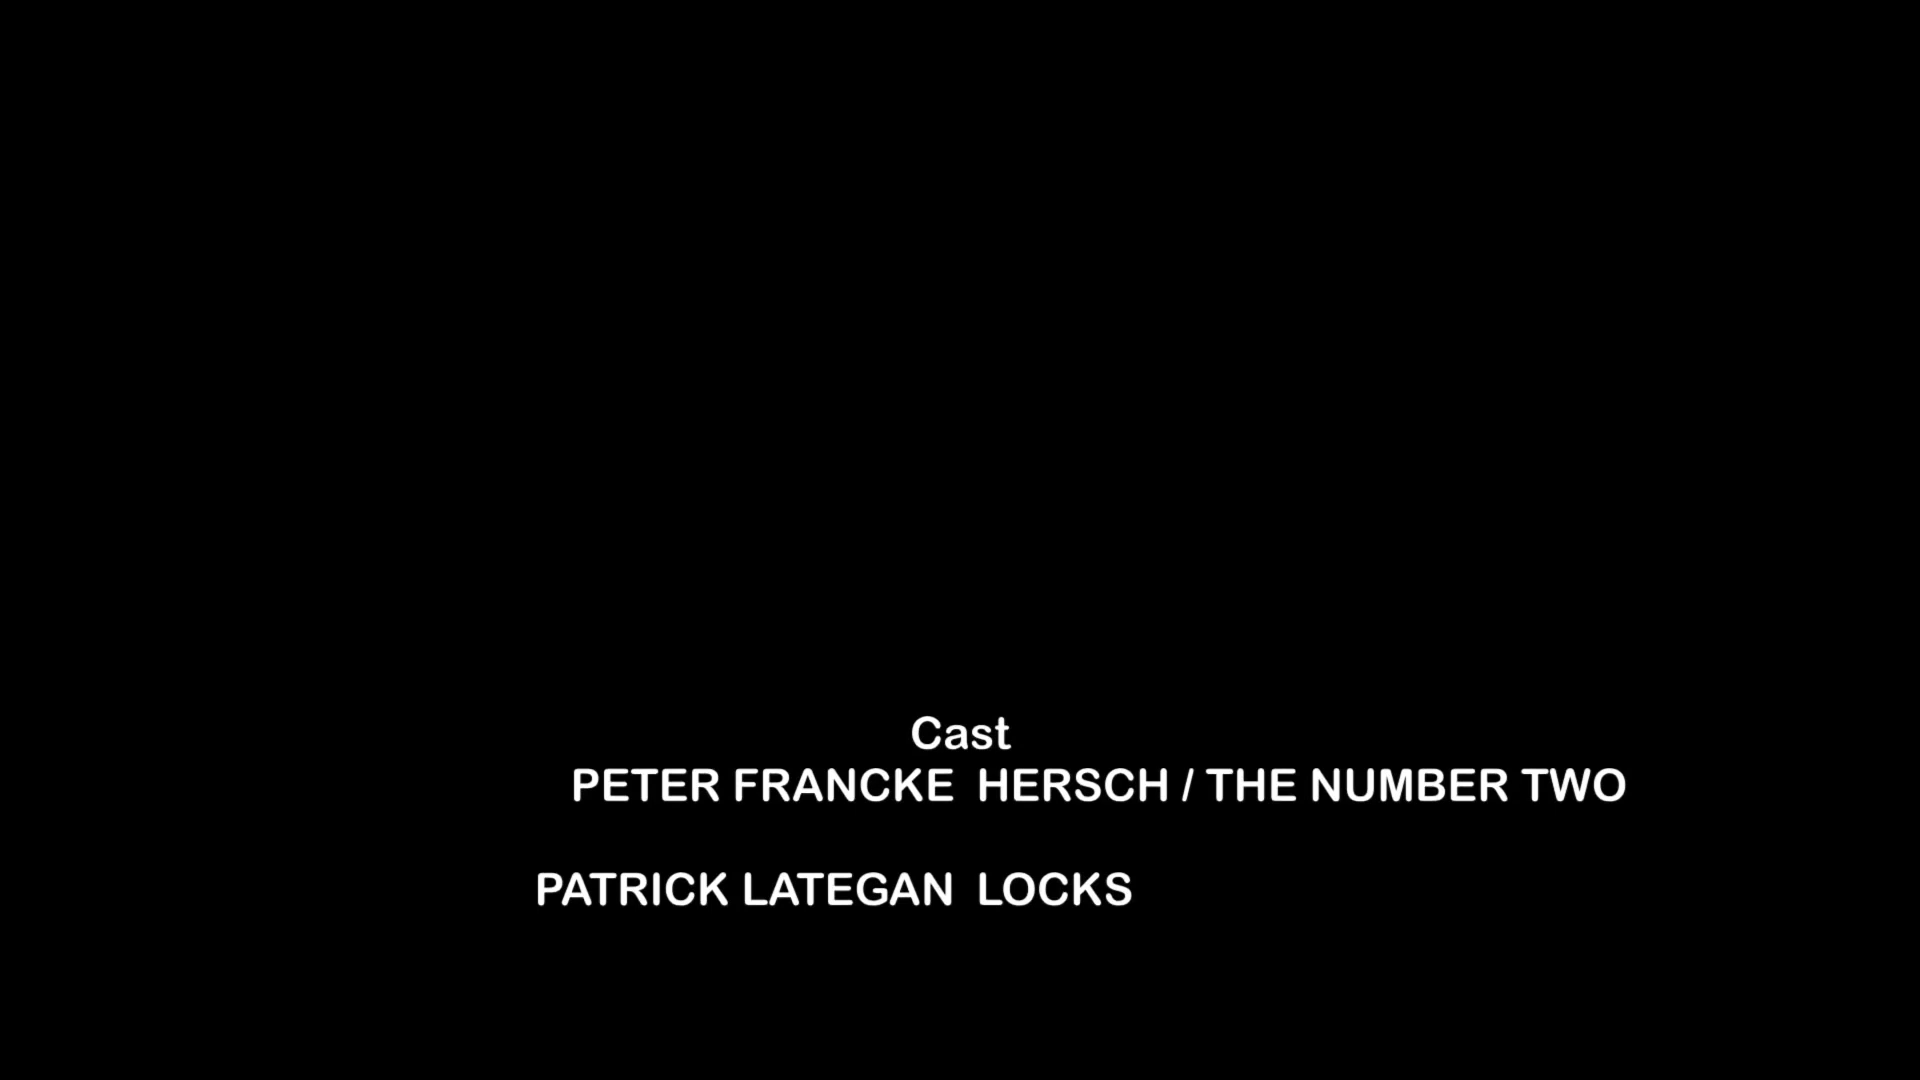 Cast
PETER FRANCKE  HERSCH / THE NUMBER TWO
PATRICK LATEGAN  LOCKS